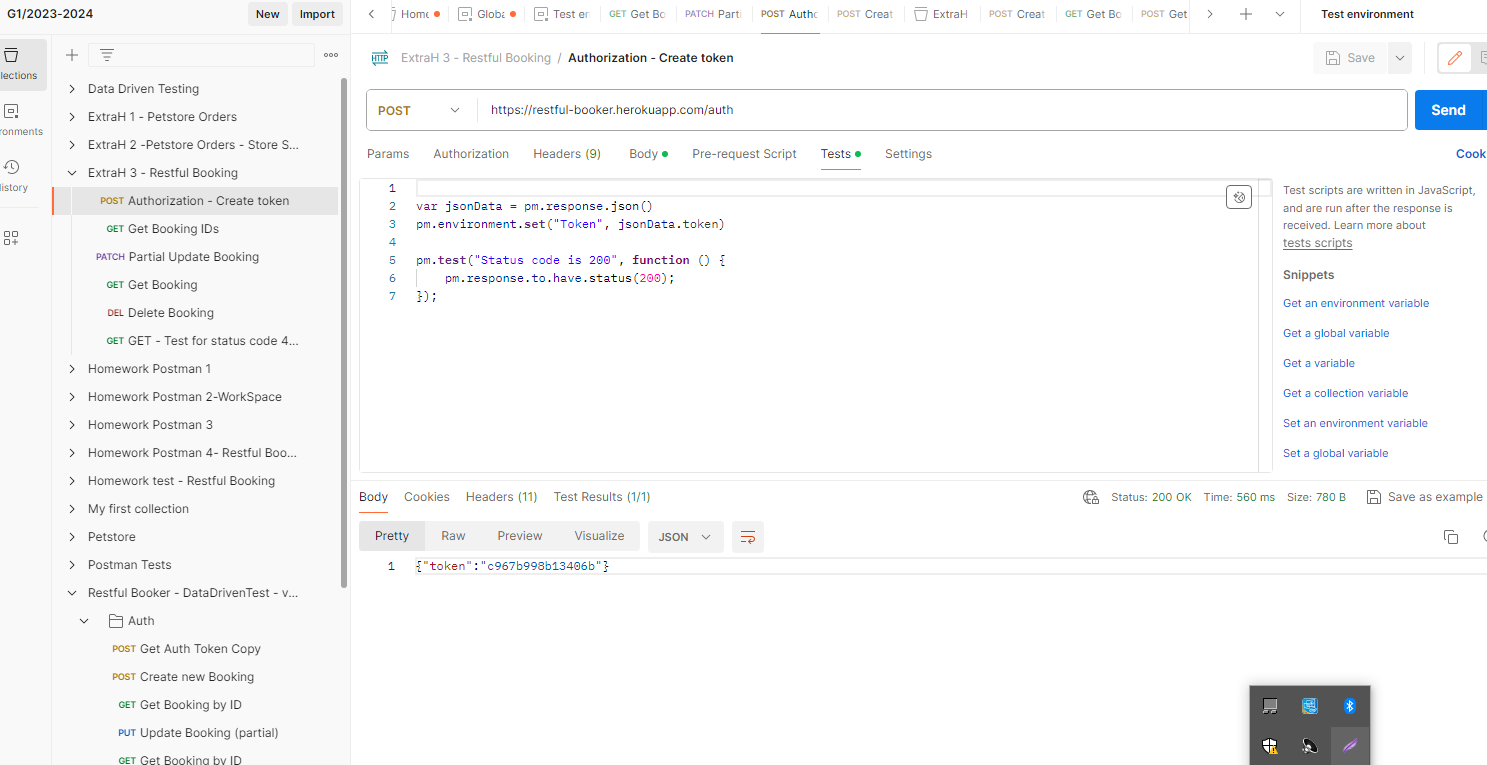 G1/2023-2024 New Import
Home Globa Test er GET Get Bo PATCH Parti POST Autho POST Creat ExtraH POST Creat GET Get Bo POST Get Test environment
lections
ronments
istory
Data Driven Testing
ExtraH 1 - Petstore Orders
ExtraH 2 -Petstore Orders - Store S...
ExtraH 3 - Restful Booking
POST Authorization - Create token
GET Get Booking IDs
PATCH Partial Update Booking
GET Get Booking
DEL Delete Booking
GET GET - Test for status code 4...
Homework Postman 1
Homework Postman 2-WorkSpace
Homework Postman 3
Homework Postman 4- Restful Boo...
Homework test - Restful Booking
My first collection
Petstore
Postman Tests
Restful Booker - DataDrivenTest - v...
Auth
POST Get Auth Token Copy
POST Create new Booking
GET Get Booking by ID
PUT Update Booking (partial)
GET Get Booking by ID
HTTP ExtraH 3 - Restful Booking / Authorization - Create token Save
POST https://restful-booker.herokuapp.com/auth Send
Params Authorization Headers (9) Body Pre-request Script Tests Settings Cook
1
2 var jsonData = pm.response.json()
3 pm.environment.set("Token", jsonData.token)
4
5 pm.test("Status code is 200", function () {
6 pm.response.to.have.status(200);
7 });
Test scripts are written in JavaScript,
and are run after the response is
received. Learn more about
tests scripts
Snippets
Get an environment variable
Get a global variable
Get a variable
Get a collection variable
Set an environment variable
Set a global variable
Body Cookies Headers (11) Test Results (1/1) Status: 200 OK Time: 560 ms Size: 780 B Save as example
Pretty Raw Preview Visualize JSON
1 {"token":"c967b998b13406b"}